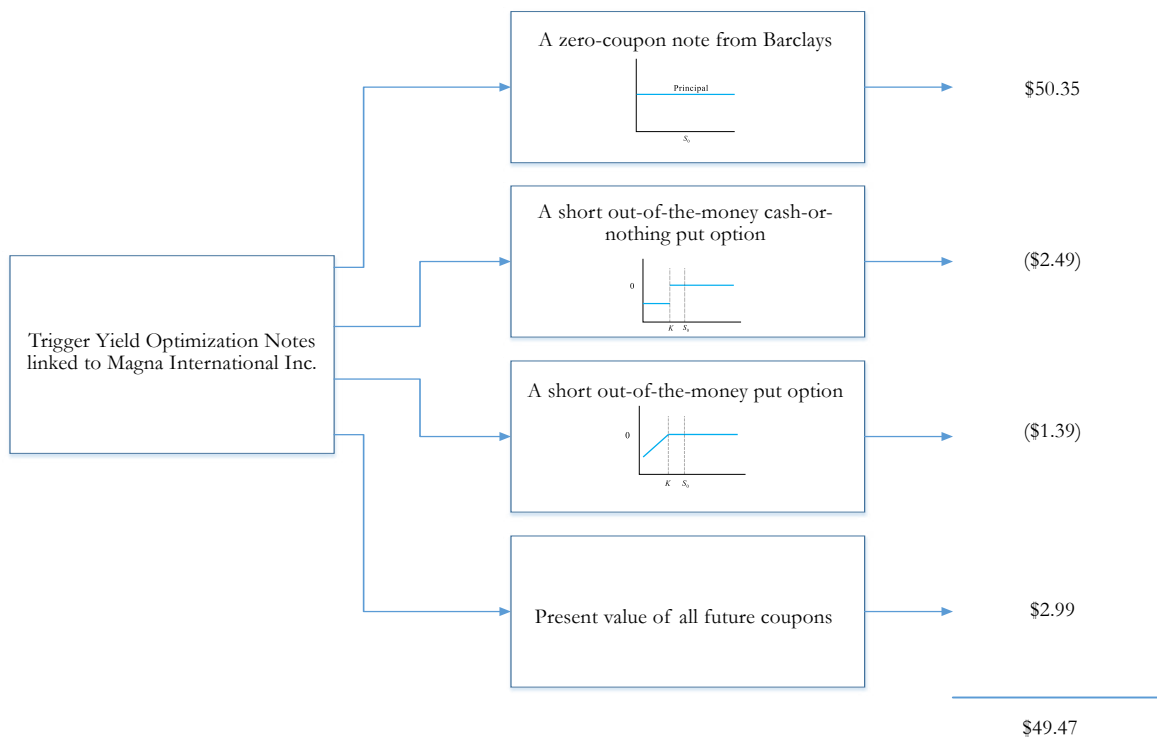 A zero-coupon note from Barclays
Principal
S0
$50.35
A short out-of-the-money cash-or-
nothing put option
0
K S0
($2.49)
Trigger Yield Optimization Notes
linked to Magna International Inc.
A short out-of-the-money put option
0
K S0
($1.39)
Present value of all future coupons
$2.99
$49.47